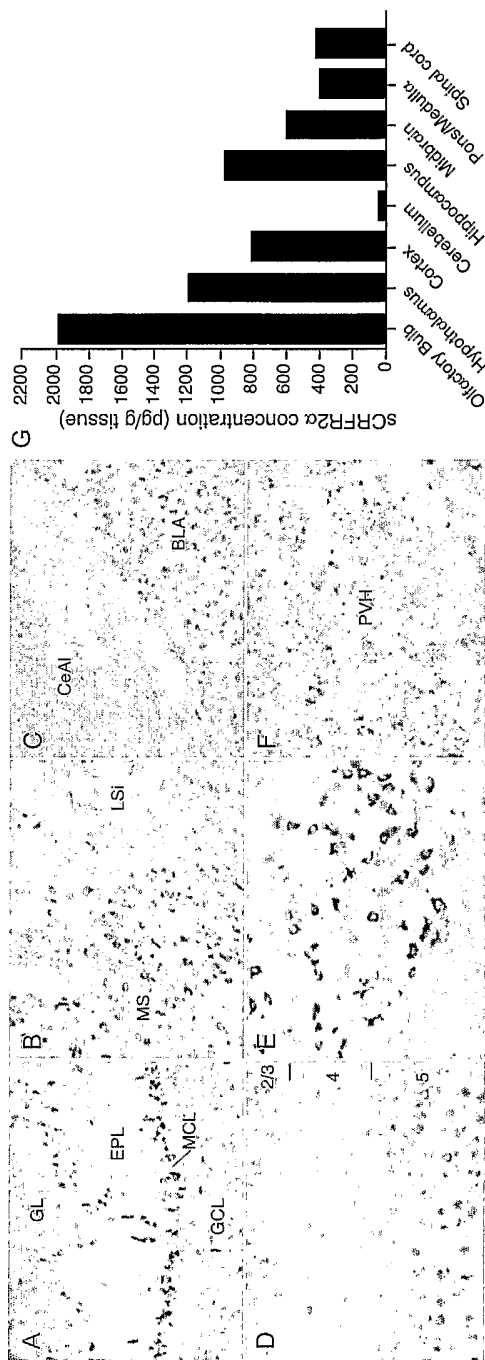 A
GL
EPL
MCL
GCL
B
MS
LSi
C
CeAl
BLA
D
2/3
4
5
E
F
PVH
G
sCRFR2α concentration (pg/g tissue)
2200
2000
1800
1600
1400
1200
1000
800
600
400
200
0
Olfactory Bulb
Hypothalamus
Cortex
Cerebellum
Hippocampus
Midbrain
Pons/Medulla
Spinal cord